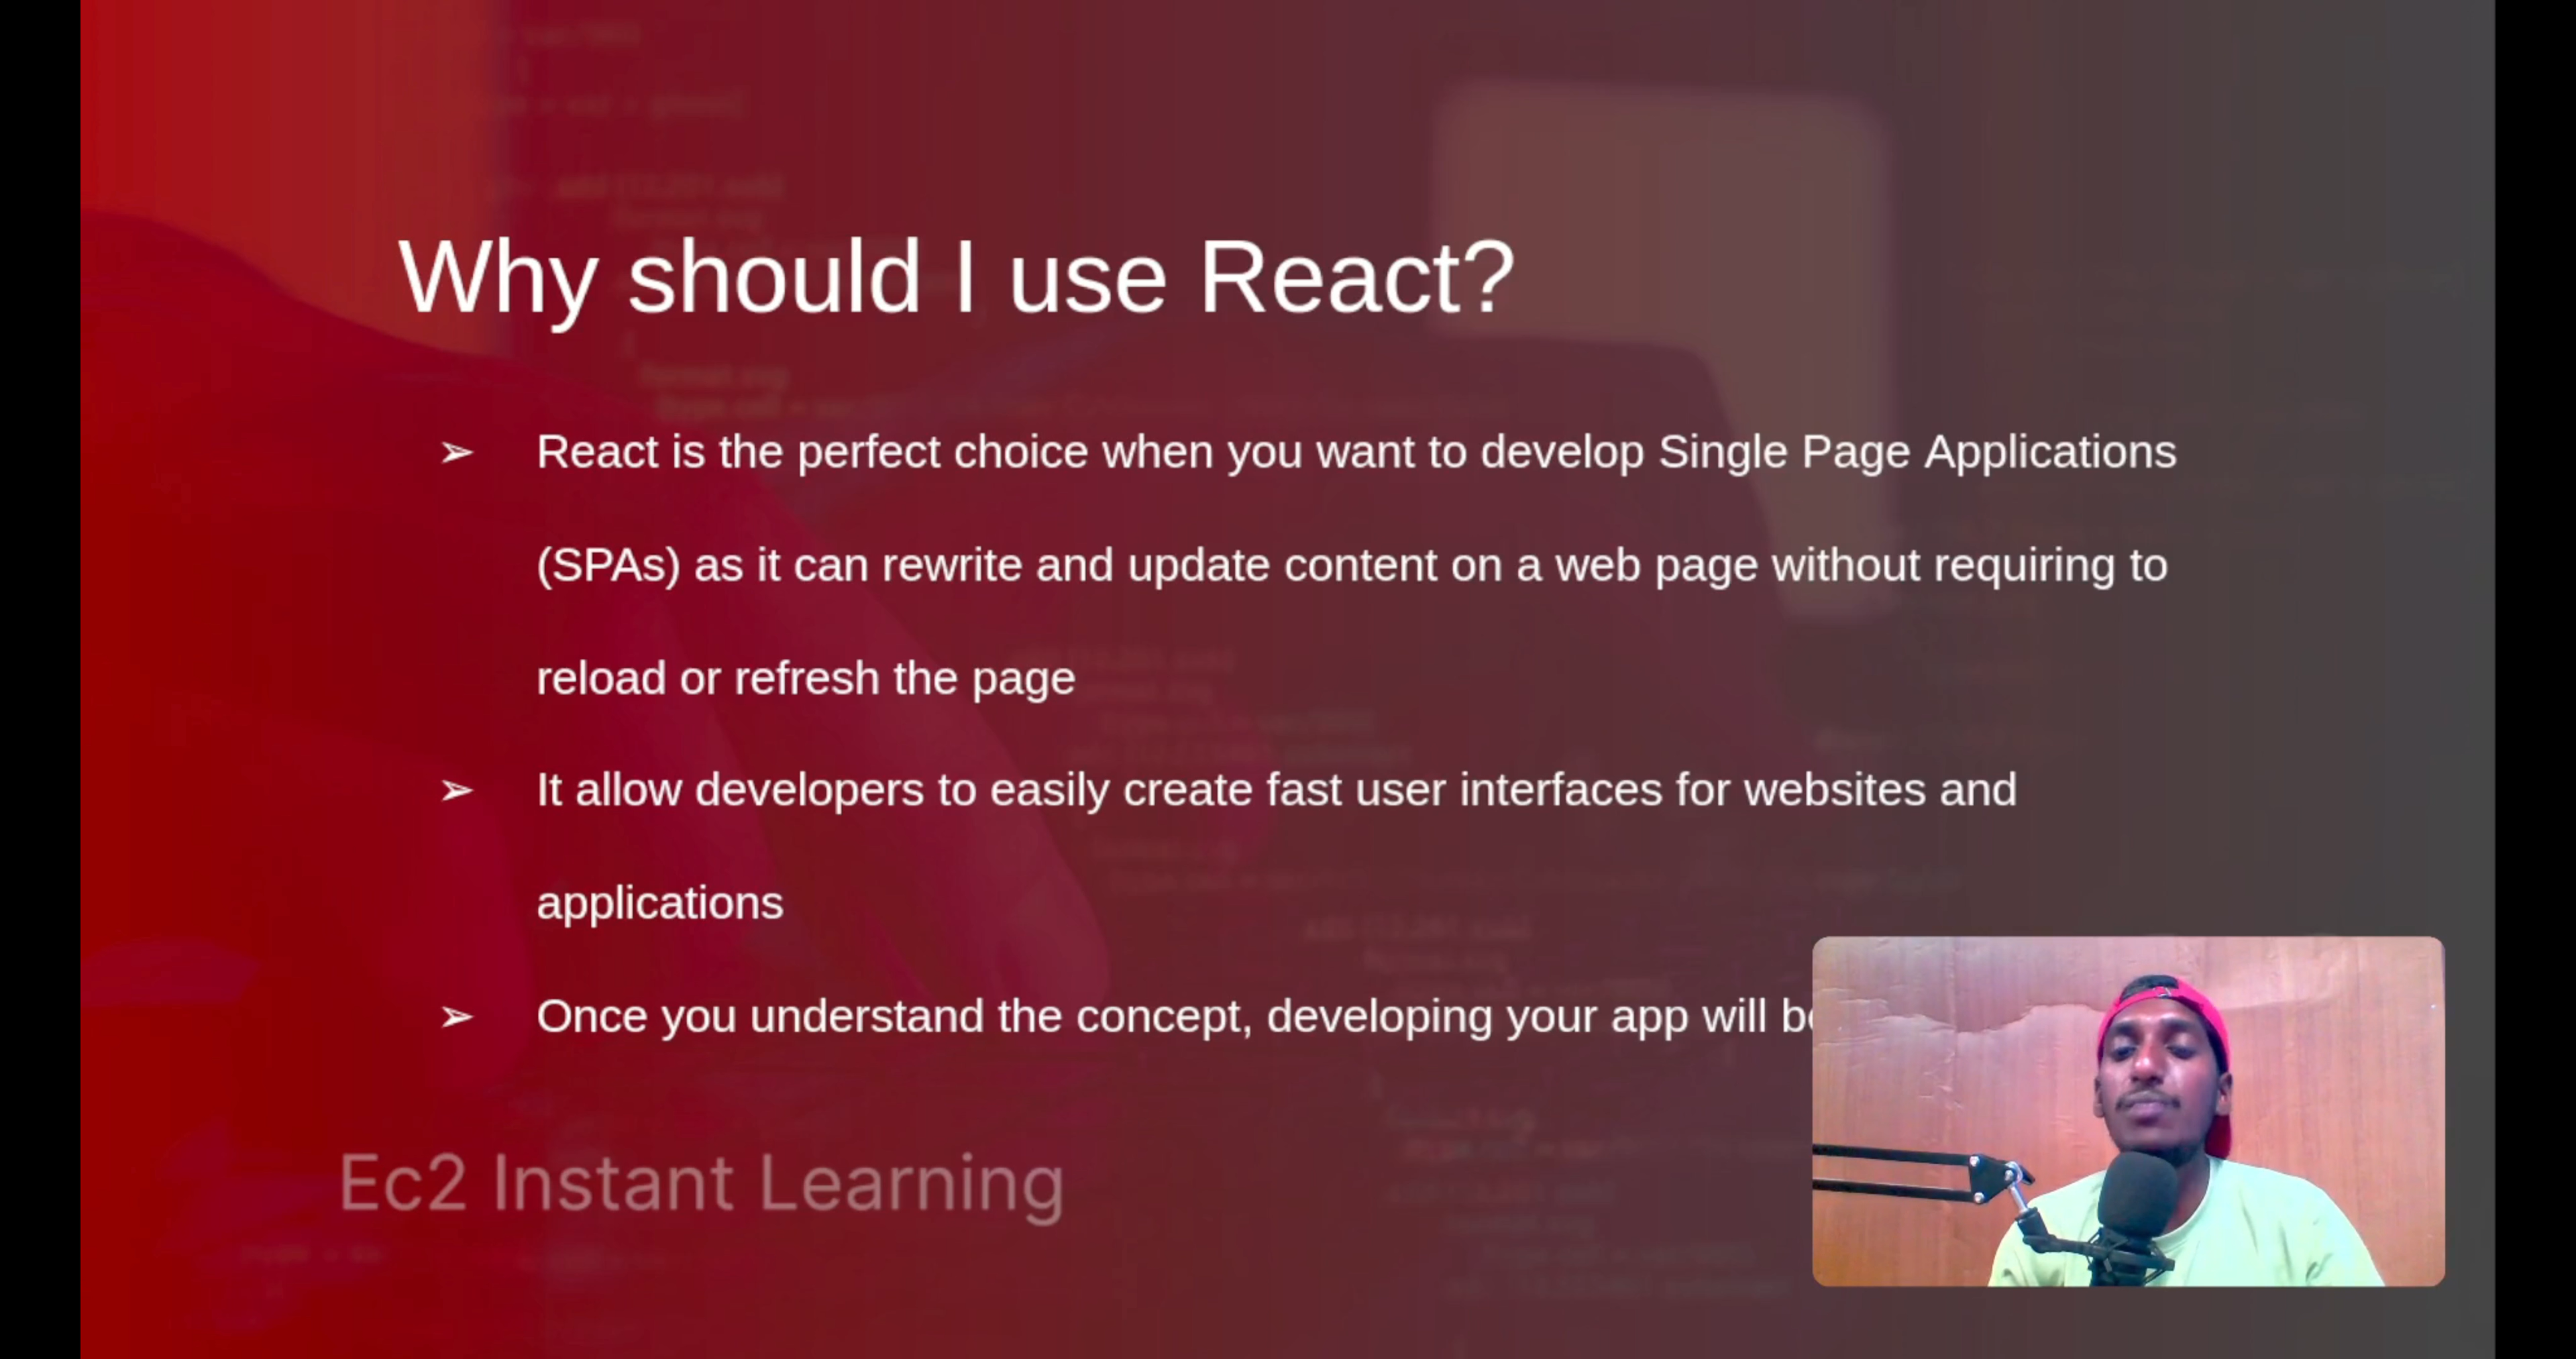 Why should I use React?
➢ React is the perfect choice when you want to develop Single Page Applications
(SPAs) as it can rewrite and update content on a web page without requiring to
reload or refresh the page
➢ It allow developers to easily create fast user interfaces for websites and
applications
➢ Once you understand the concept, developing your app will
Ec2 Instant Learning